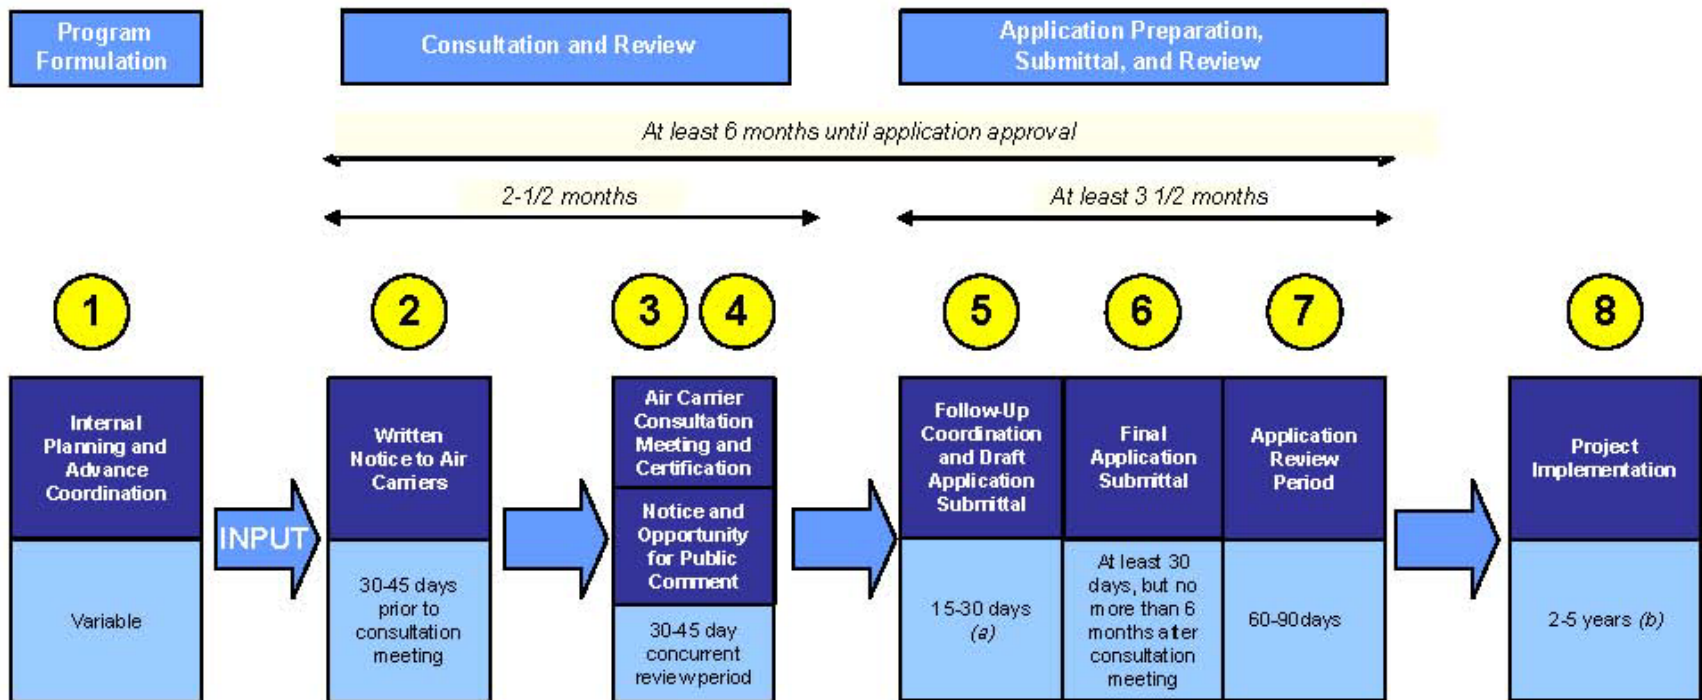 Program
Formulation
Consultation and Review
Application Preparation,
Submittal, and Review
At least 6 months until application approval
2-1/2 months
At least 3 1/2 months
1
2
3
4
5
6
7
8
Internal
Planning and
Advance
Coordination
Variable
INPUT
Written
Notice to Air
Carriers
30-45 days
prior to
consultation
meeting
Air Carrier
Consultation
Meeting and
Certification
Notice and
Opportunity
for Public
Comment
30-45 day
concurrent
review period
Follow-Up
Coordination
and Draft
Application
Submittal
15-30 days
(a)
Final
Application
Submittal
At least 30
days, but no
more than 6
months after
consultation
meeting
Application
Review
Period
60-90days
Project
Implementation
2-5 years (b)